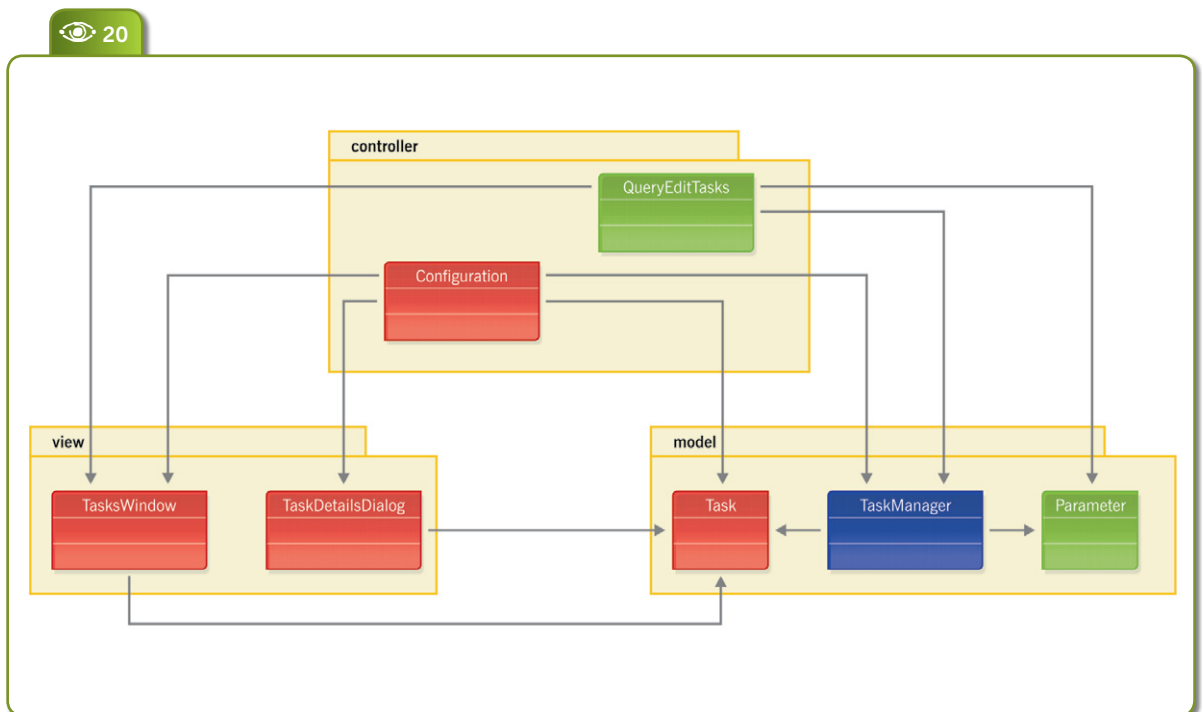 20
controller
QueryEditTasks
Configuration
view
model
TasksWindow
TaskDetailsDialog
Task
TaskManager
Parameter